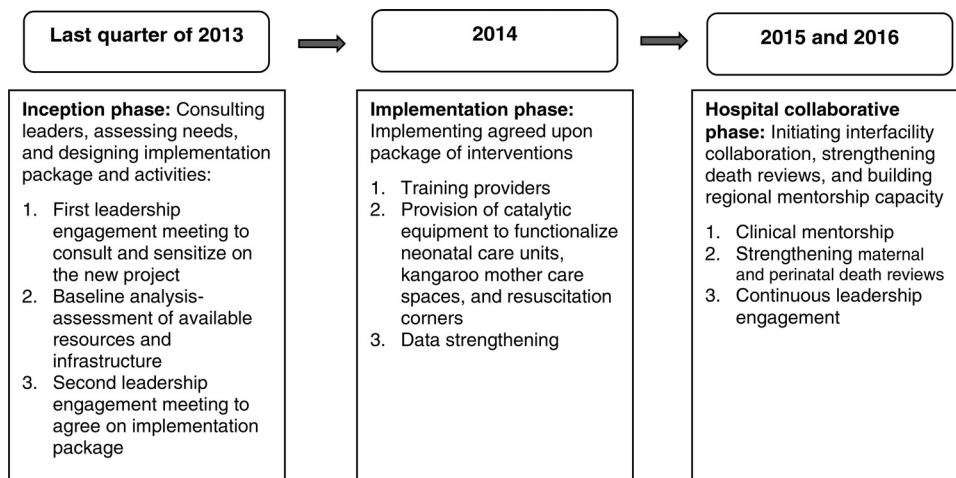 Last quarter of 2013
2014
2015 and 2016
Inception phase: Consulting
leaders, assessing needs,
and designing implementation
package and activities:
1. First leadership
engagement meeting to
consult and sensitize on
the new project
2. Baseline analysis-
assessment of available
resources and
infrastructure
3. Second leadership
engagement meeting to
agree on implementation
package
Implementation phase:
Implementing agreed upon
package of interventions
1. Training providers
2. Provision of catalytic
equipment to functionalize
neonatal care units,
kangaroo mother care
spaces, and resuscitation
corners
3. Data strengthening
Hospital collaborative
phase: Initiating interfacility
collaboration, strengthening
death reviews, and building
regional mentorship capacity
1. Clinical mentorship
2. Strengthening maternal
and perinatal death reviews
3. Continuous leadership
engagement